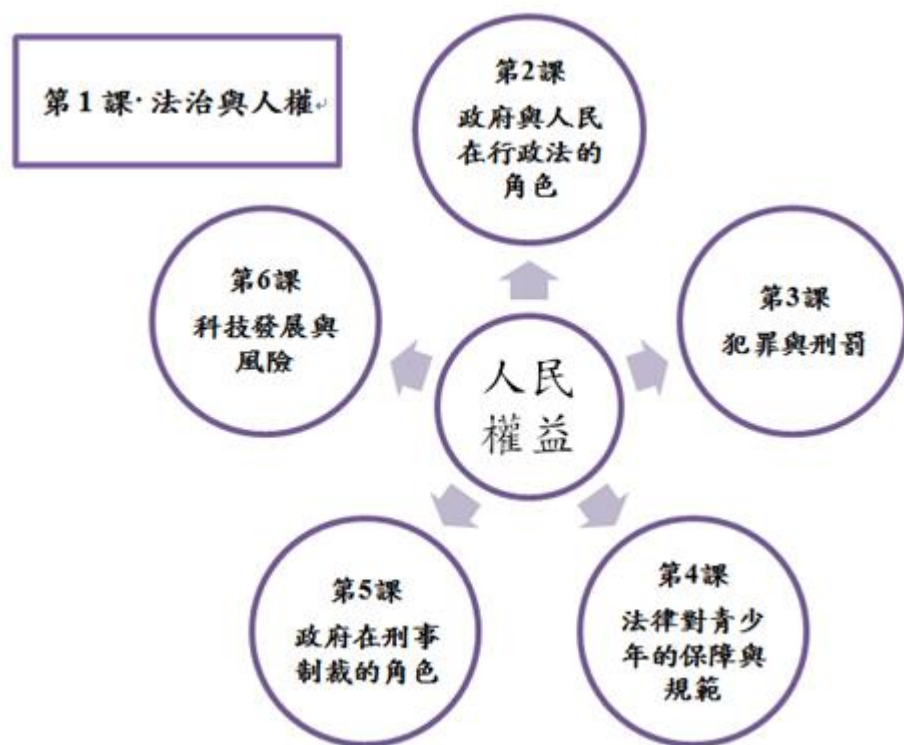 第1課·法治與人權
第2課
政府與人民
在行政法的
角色
第3課
犯罪與刑罰
第4課
法律對青少
年的保障與
規範
第5課
政府在刑事
制裁的角色
第6課
科技發展與
風險
人民
權益